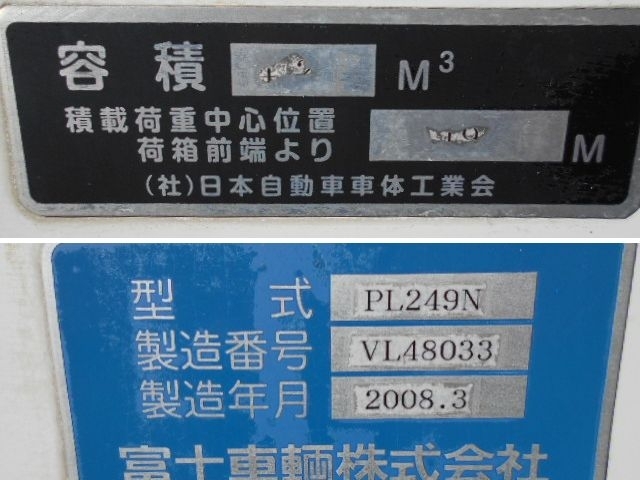 容積 M³
積載荷重中心位置
荷箱前端より M
(社)日本自動車車体工業会
型式 PL249N
製造番号 VL48033
製造年月 2008.3
富士車輌株式会社